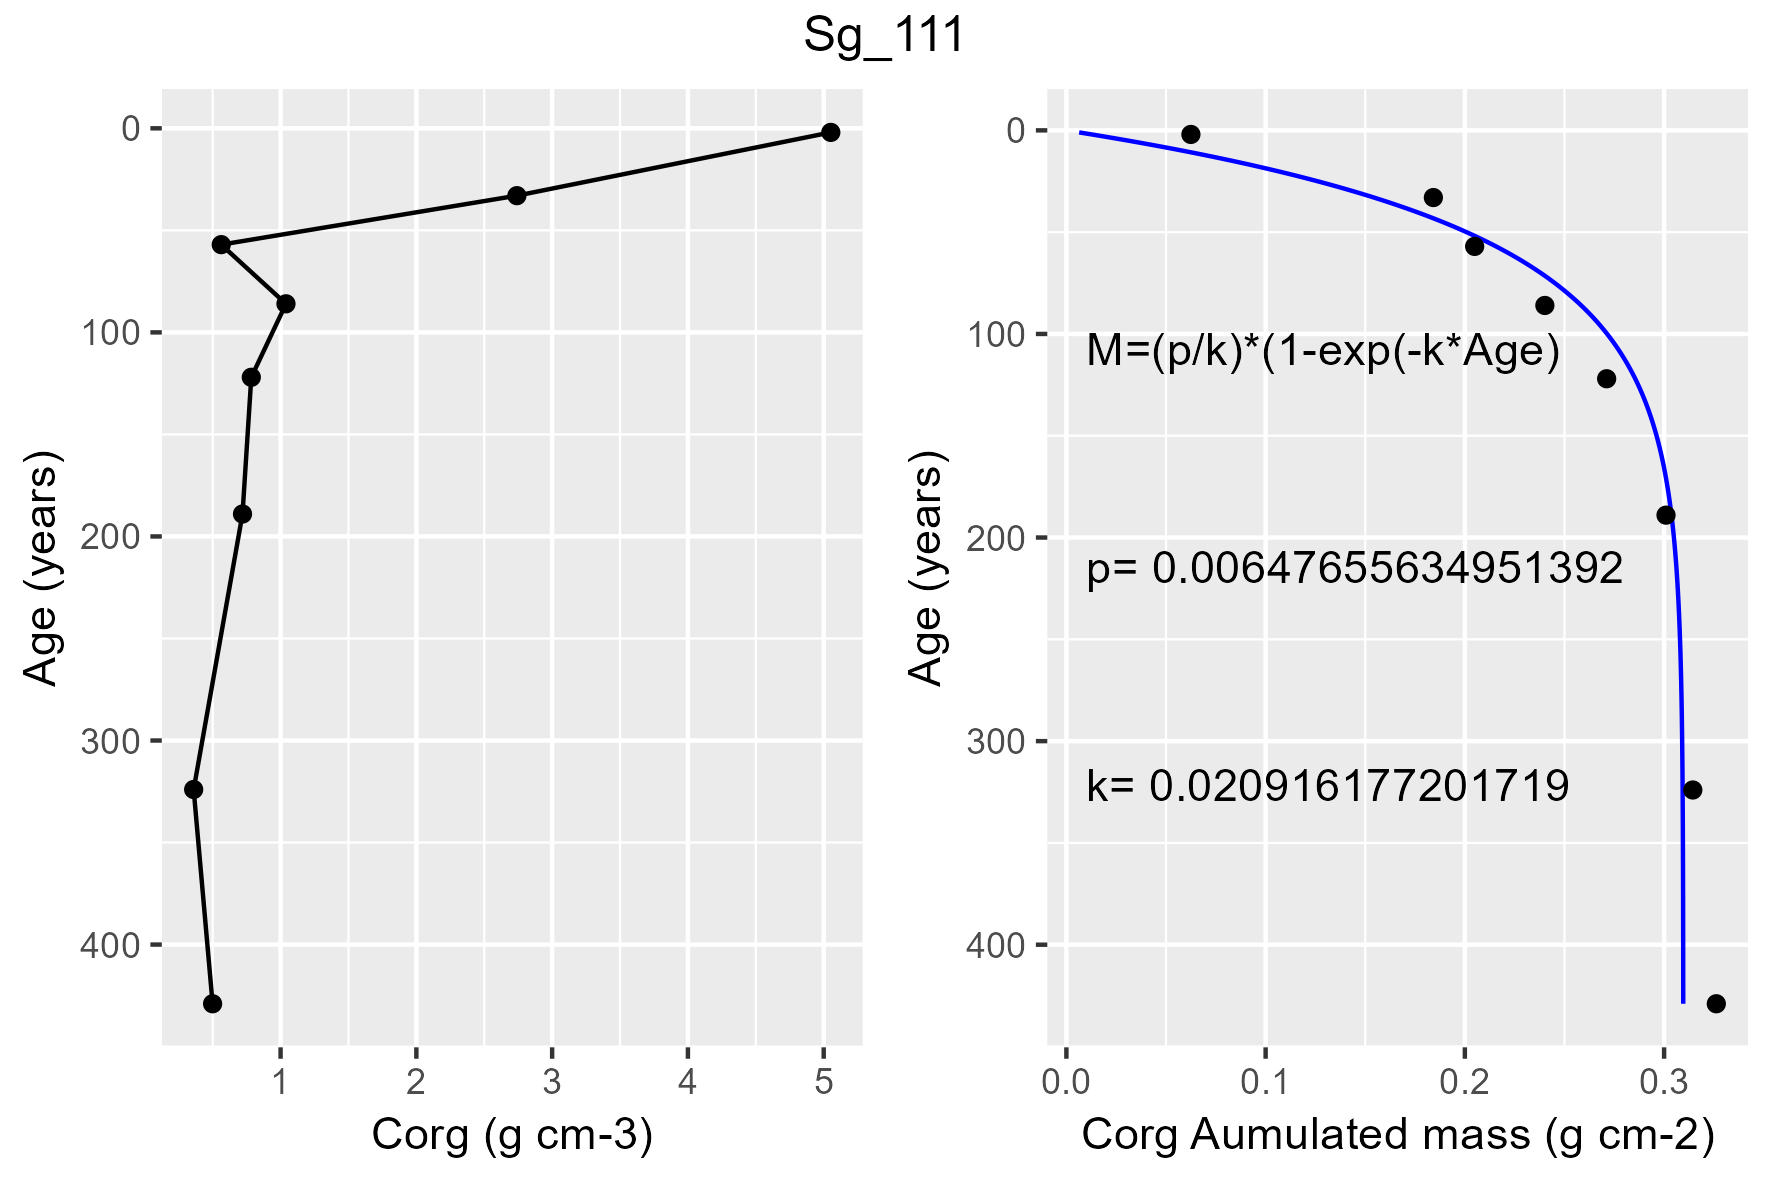 Sg_111
0
100
200
300
400
Age (years)
1 2 3 4 5
Corg (g cm-3)
0
100
200
300
400
Age (years)
M=(p/k)*(1-exp(-k*Age)
p= 0.00647655634951392
k= 0.020916177201719
0.0 0.1 0.2 0.3
Corg Aumulated mass (g cm-2)